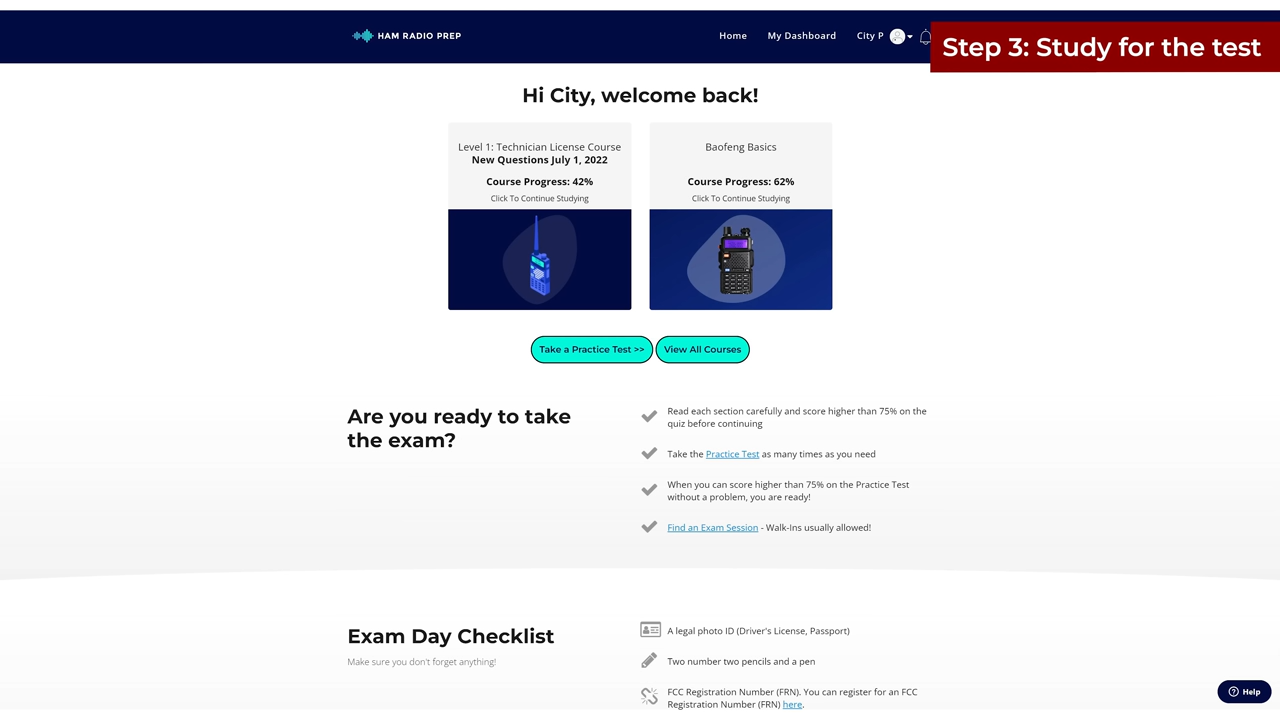 HAM RADIO PREP
Home
My Dashboard
City P
Step 3: Study for the test
Hi City, welcome back!
Level 1: Technician License Course
New Questions July 1, 2022
Course Progress: 42%
Click To Continue Studying
Baofeng Basics
Course Progress: 62%
Click To Continue Studying
Take a Practice Test >>
View All Courses
Are you ready to take
the exam?
Read each section carefully and score higher than 75% on the
quiz before continuing
Take the Practice Test as many times as you need
When you can score higher than 75% on the Practice Test
without a problem, you are ready!
Find an Exam Session - Walk-Ins usually allowed!
Exam Day Checklist
Make sure you don't forget anything!
A legal photo ID (Driver's License, Passport)
Two number two pencils and a pen
FCC Registration Number (FRN). You can register for an FCC
Registration Number (FRN) here.
Help